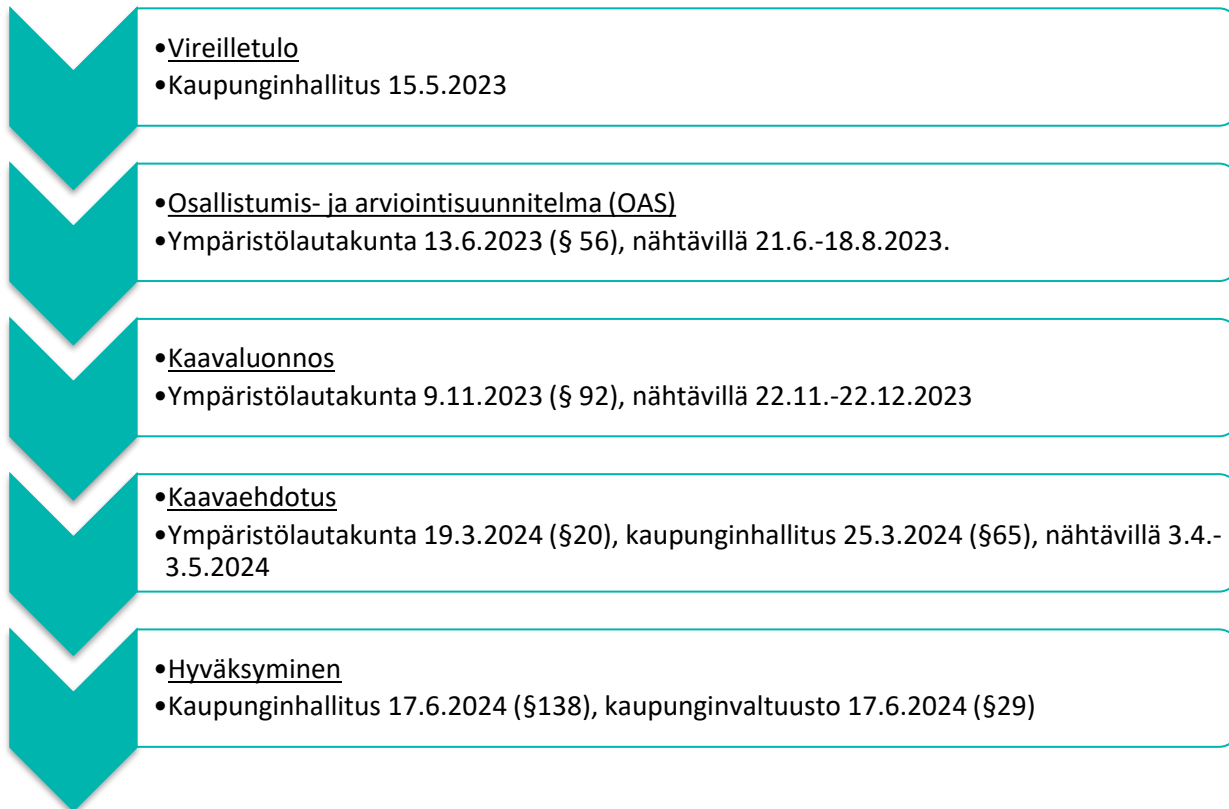 •Vireilletulo
•Kaupunginhallitus 15.5.2023
•Osallistumis- ja arviointisuunnitelma (OAS)
•Ympäristölautakunta 13.6.2023 (§ 56), nähtävillä 21.6.-18.8.2023.
•Kaavaluonnos
•Ympäristölautakunta 9.11.2023 (§ 92), nähtävillä 22.11.-22.12.2023
•Kaavaehdotus
•Ympäristölautakunta 19.3.2024 (§20), kaupunginhallitus 25.3.2024 (§65), nähtävillä 3.4.-
3.5.2024
•Hyväksyminen
•Kaupunginhallitus 17.6.2024 (§138), kaupunginvaltuusto 17.6.2024 (§29)